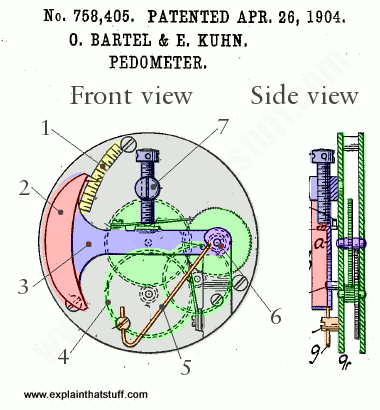 No. 758,405. PATENTED APR. 26, 1904.
O. BARTEL & E. KUHN.
PEDOMETER.
Front view
Side view
1
7
2
3
4
5
6
a
g
www.explainthatstuff.com